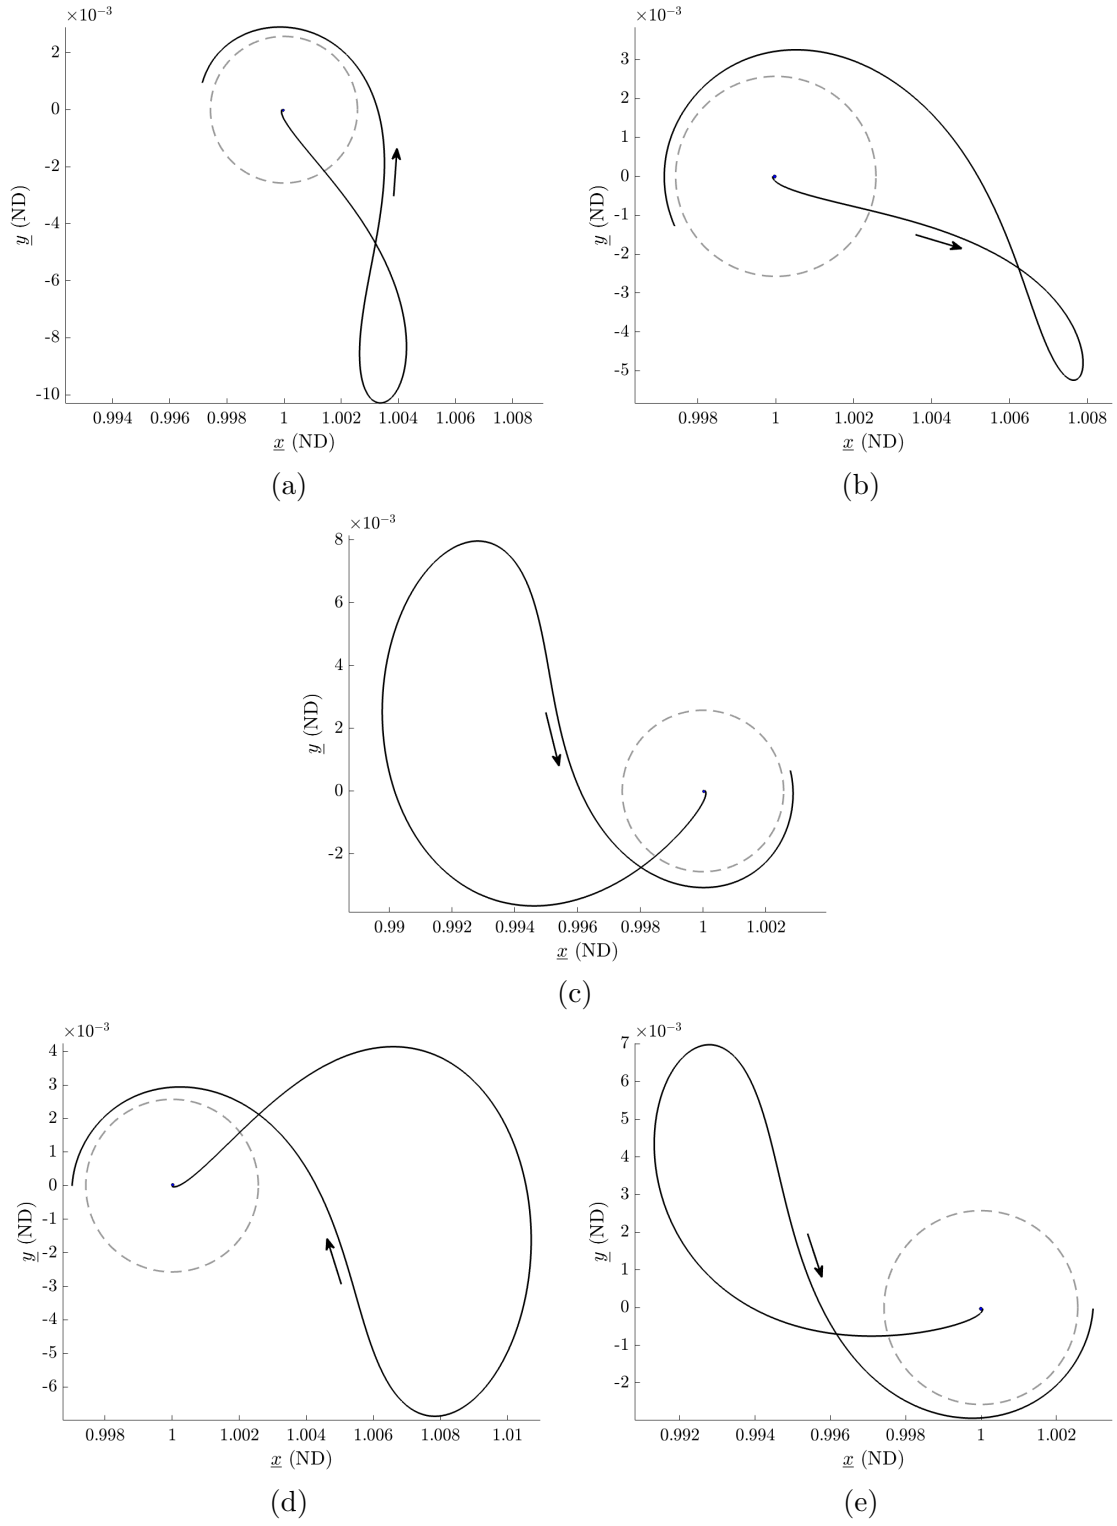 ×10⁻³
2
0
-2
-4
-6
-8
-10
y (ND)
0.994 0.996 0.998 1 1.002 1.004 1.006 1.008
x (ND)
(a)
×10⁻³
3
2
1
0
-1
-2
-3
-4
-5
y (ND)
0.998 1 1.002 1.004 1.006 1.008
x (ND)
(b)
×10⁻³
8
6
4
2
0
-2
y (ND)
0.99 0.992 0.994 0.996 0.998 1 1.002
x (ND)
(c)
×10⁻³
4
3
2
1
0
-1
-2
-3
-4
-5
-6
y (ND)
0.998 1 1.002 1.004 1.006 1.008 1.01
x (ND)
(d)
×10⁻³
7
6
5
4
3
2
1
0
-1
-2
y (ND)
0.992 0.994 0.996 0.998 1 1.002
x (ND)
(e)